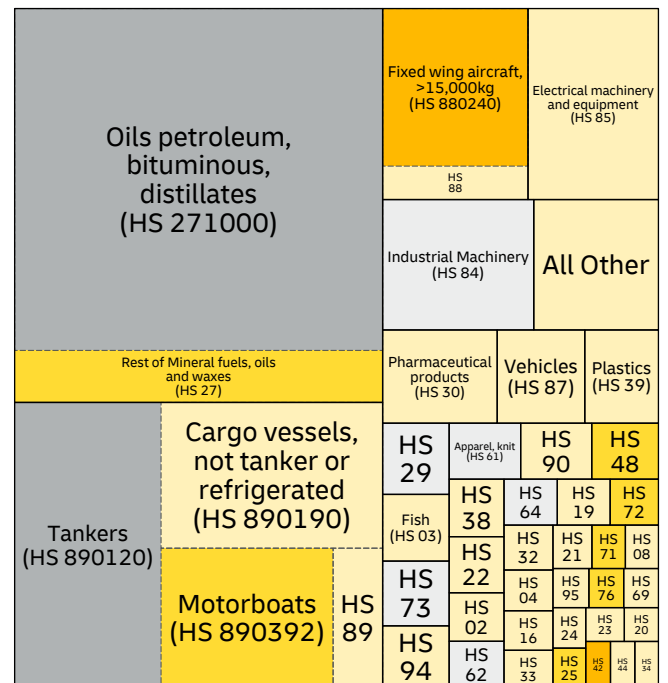 Oils petroleum,
bituminous,
distillates
(HS 271000)
Rest of Mineral fuels, oils
and waxes
(HS 27)
Tankers
(HS 890120)
Cargo vessels,
not tanker or
refrigerated
(HS 890190)
Motorboats
(HS 890392)
HS
89
Fixed wing aircraft,
>15,000kg
(HS 880240)
HS
88
Electrical machinery
and equipment
(HS 85)
Industrial Machinery
(HS 84)
All Other
Pharmaceutical
products
(HS 30)
Vehicles
(HS 87)
Plastics
(HS 39)
HS
29
Apparel, knit
(HS 61)
HS
90
HS
48
Fish
(HS 03)
HS
38
HS
64
HS
19
HS
72
HS
73
HS
22
HS
32
HS
21
HS
71
HS
08
HS
94
HS
02
HS
04
HS
95
HS
76
HS
69
HS
62
HS
16
HS
24
HS
23
HS
20
HS
33
HS
25
HS
42
HS
44
HS
34